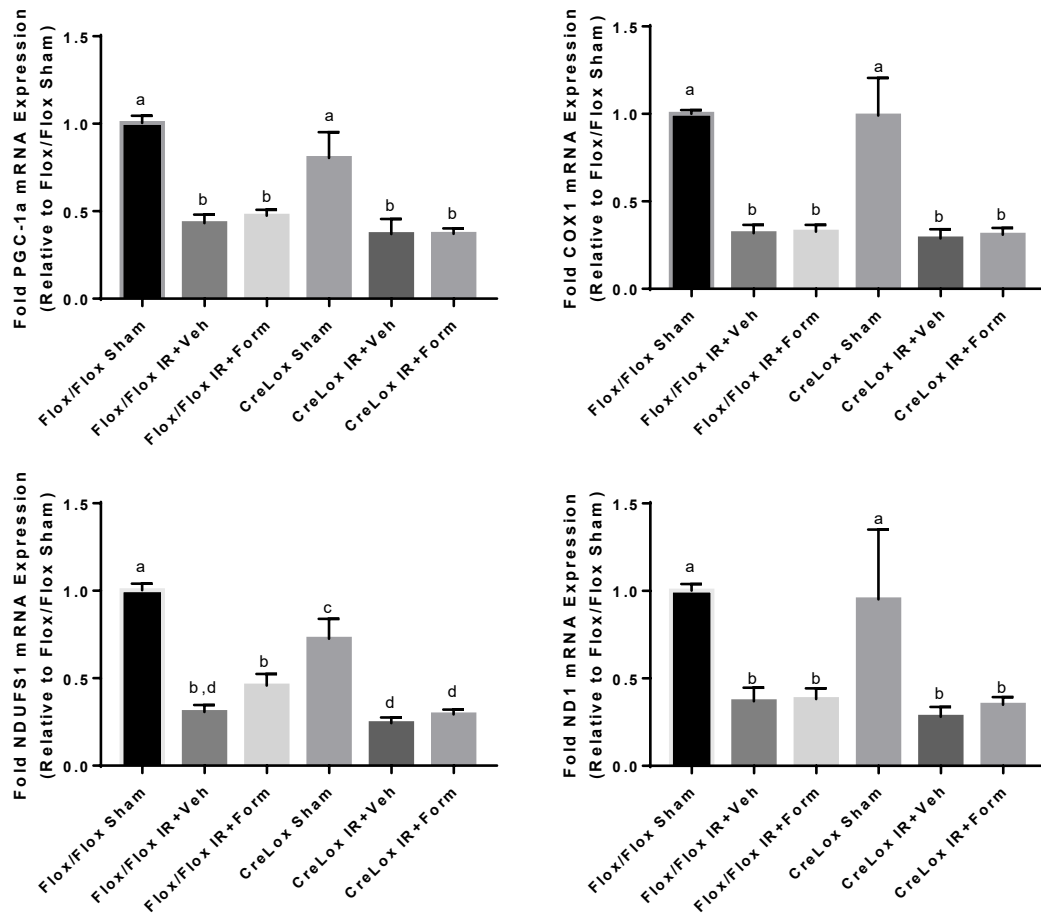 Fold PGC-1a mRNA Expression
(Relative to Flox/Flox Sham)
1.5
1.0
0.5
0.0
a
b
b
a
b
b
Flox/Flox Sham
Flox/Flox IR+Veh
Flox/Flox IR+Form
CreLox Sham
CreLox IR+Veh
CreLox IR+Form
Fold COX1 mRNA Expression
(Relative to Flox/Flox Sham)
1.5
1.0
0.5
0.0
a
b
b
a
b
b
Flox/Flox Sham
Flox/Flox IR+Veh
Flox/Flox IR+Form
CreLox Sham
CreLox IR+Veh
CreLox IR+Form
Fold NDUFS1 mRNA Expression
(Relative to Flox/Flox Sham)
1.5
1.0
0.5
0.0
a
b,d
b
c
d
d
Flox/Flox Sham
Flox/Flox IR+Veh
Flox/Flox IR+Form
CreLox Sham
CreLox IR+Veh
CreLox IR+Form
Fold ND1 mRNA Expression
(Relative to Flox/Flox Sham)
1.5
1.0
0.5
0.0
a
b
b
a
b
b
Flox/Flox Sham
Flox/Flox IR+Veh
Flox/Flox IR+Form
CreLox Sham
CreLox IR+Veh
CreLox IR+Form